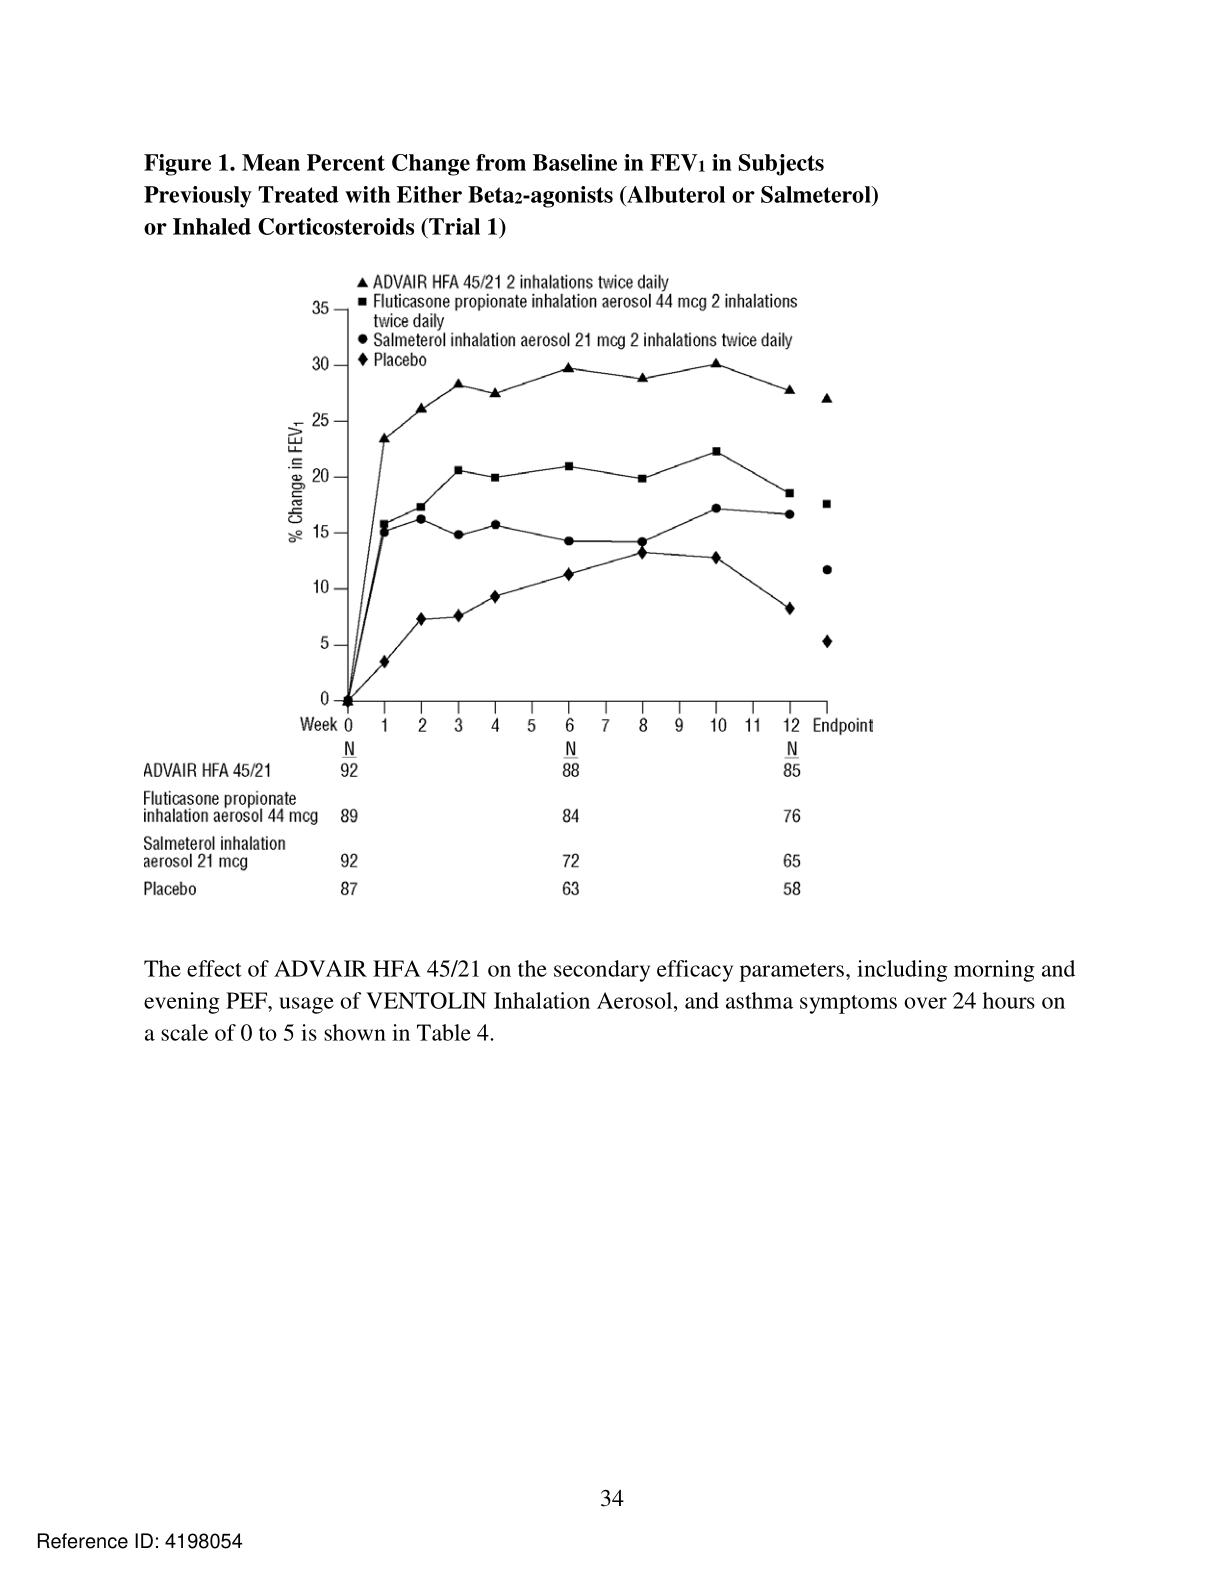 Figure 1. Mean Percent Change from Baseline in FEV1 in Subjects
Previously Treated with Either Beta2-agonists (Albuterol or Salmeterol)
or Inhaled Corticosteroids (Trial 1)
▲ ADVAIR HFA 45/21 2 inhalations twice daily
■ Fluticasone propionate inhalation aerosol 44 mcg 2 inhalations
twice daily
● Salmeterol inhalation aerosol 21 mcg 2 inhalations twice daily
◆ Placebo
% Change in FEV1
35
30
25
20
15
10
5
0
Week 0 1 2 3 4 5 6 7 8 9 10 11 12 Endpoint
N N N
ADVAIR HFA 45/21 92 88 85
Fluticasone propionate
inhalation aerosol 44 mcg 89 84 76
Salmeterol inhalation
aerosol 21 mcg 92 72 65
Placebo 87 63 58
The effect of ADVAIR HFA 45/21 on the secondary efficacy parameters, including morning and
evening PEF, usage of VENTOLIN Inhalation Aerosol, and asthma symptoms over 24 hours on
a scale of 0 to 5 is shown in Table 4.
34
Reference ID: 4198054